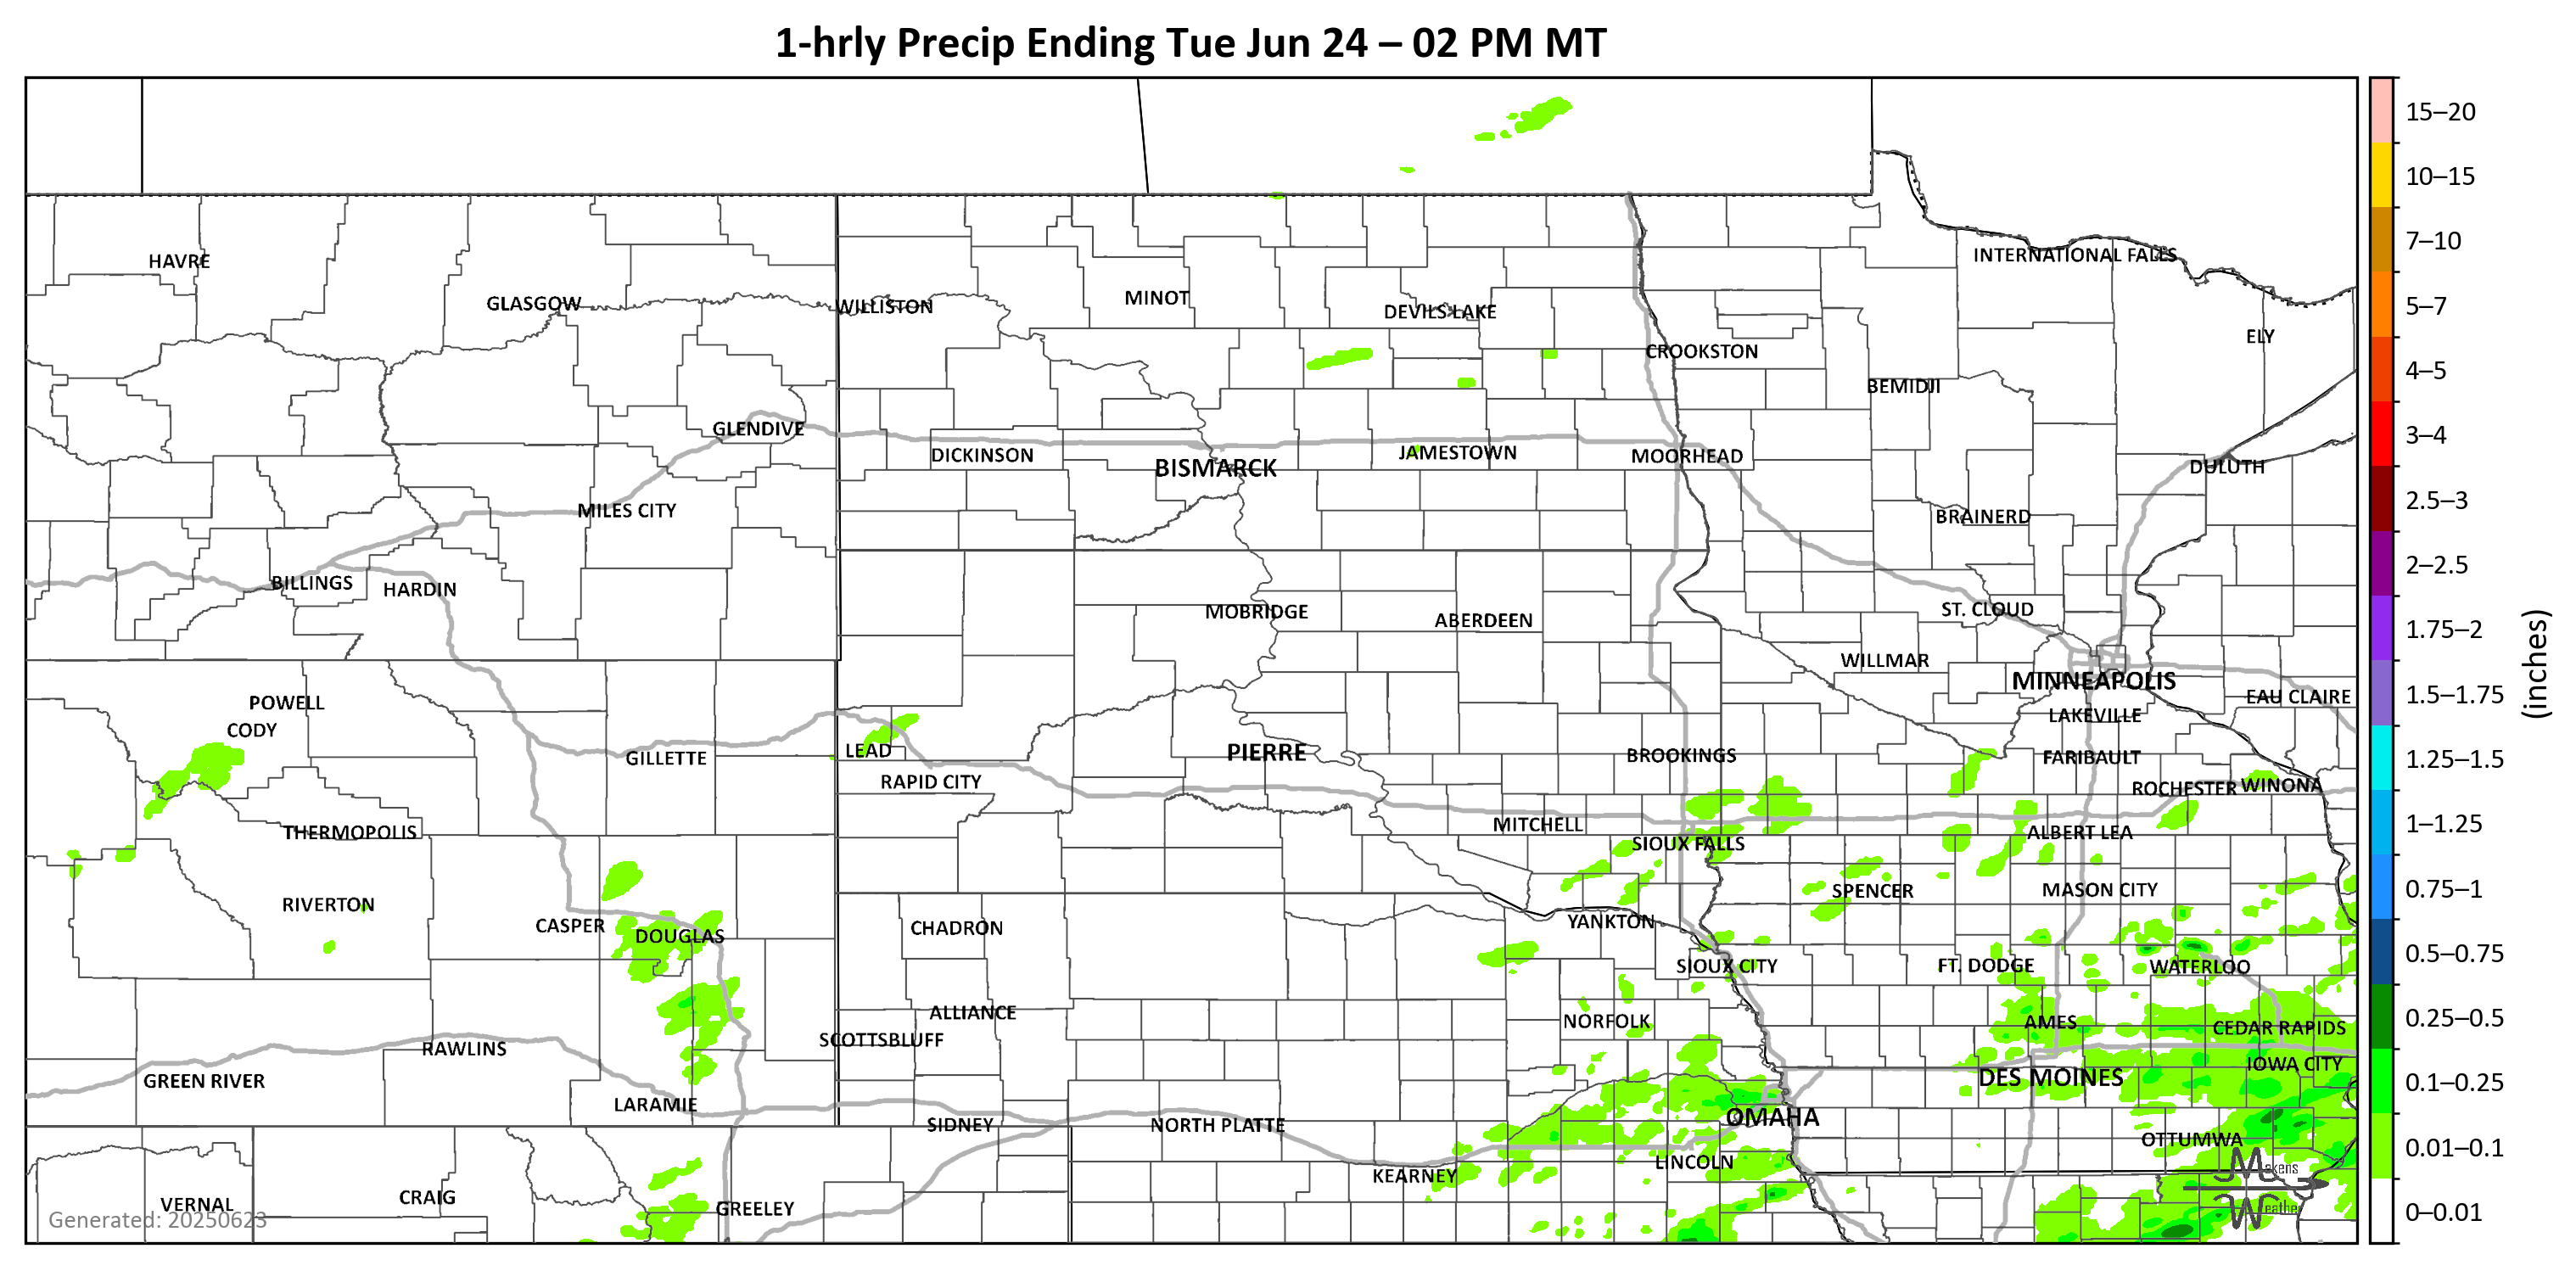 1-hrly Precip Ending Tue Jun 24 – 02 PM MT
15–20
10–15
7–10
5–7
4–5
3–4
2.5–3
2–2.5
1.75–2
1.5–1.75
1.25–1.5
1–1.25
0.75–1
0.5–0.75
0.25–0.5
0.1–0.25
0.01–0.1
0–0.01
(inches)
HAVRE
INTERNATIONAL FALLS
GLASGOW
WILLISTON
MINOT
DEVILS LAKE
ELY
CROOKSTON
BEMIDJI
GLENDIVE
DICKINSON
BISMARCK
JAMESTOWN
MOORHEAD
DULUTH
MILES CITY
BRAINERD
BILLINGS
HARDIN
MOBRIDGE
ABERDEEN
ST. CLOUD
WILLMAR
MINNEAPOLIS
EAU CLAIRE
POWELL
CODY
LAKEVILLE
GILLETTE
LEAD
PIERRE
BROOKINGS
FARIBAULT
RAPID CITY
ROCHESTER
WINONA
THERMOPOLIS
MITCHELL
SIOUX FALLS
ALBERT LEA
RIVERTON
SPENCER
MASON CITY
CASPER
DOUGLAS
CHADRON
YANKTON
SIOUX CITY
FT. DODGE
WATERLOO
ALLIANCE
NORFOLK
AMES
CEDAR RAPIDS
RAWLINS
SCOTTSBLUFF
IOWA CITY
GREEN RIVER
DES MOINES
LARAMIE
SIDNEY
NORTH PLATTE
OMAHA
OTTUMWA
KEARNEY
LINCOLN
VERNAL
CRAIG
GREELEY
Generated: 20250623
Makens
Weather